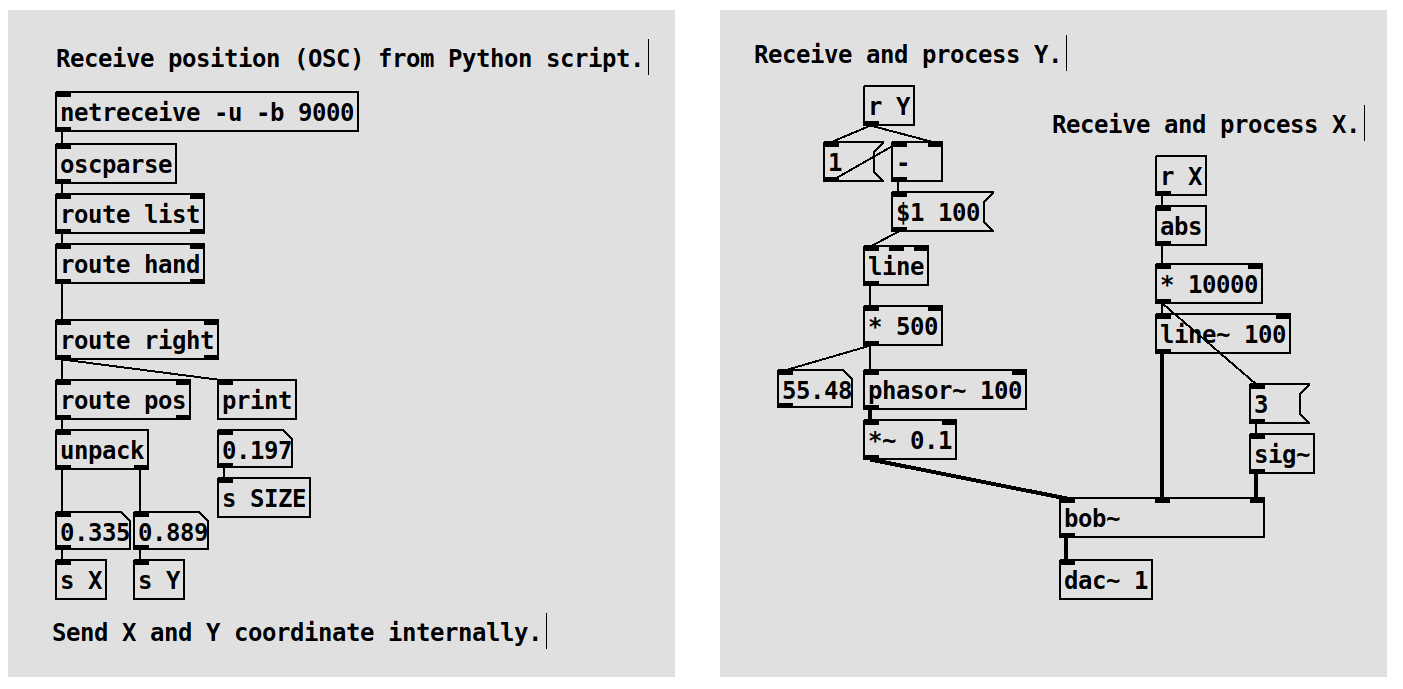 Receive position (OSC) from Python script.
netreceive -u -b 9000
oscparse
route list
route hand
route right
route pos
print
unpack
0.197
s SIZE
0.335
0.889
s X
s Y
Send X and Y coordinate internally.
Receive and process Y.
r Y
1
-
$1 100
line
* 500
55.48
phasor~ 100
*~ 0.1
Receive and process X.
r X
abs
* 10000
line~ 100
3
sig~
bob~
dac~ 1